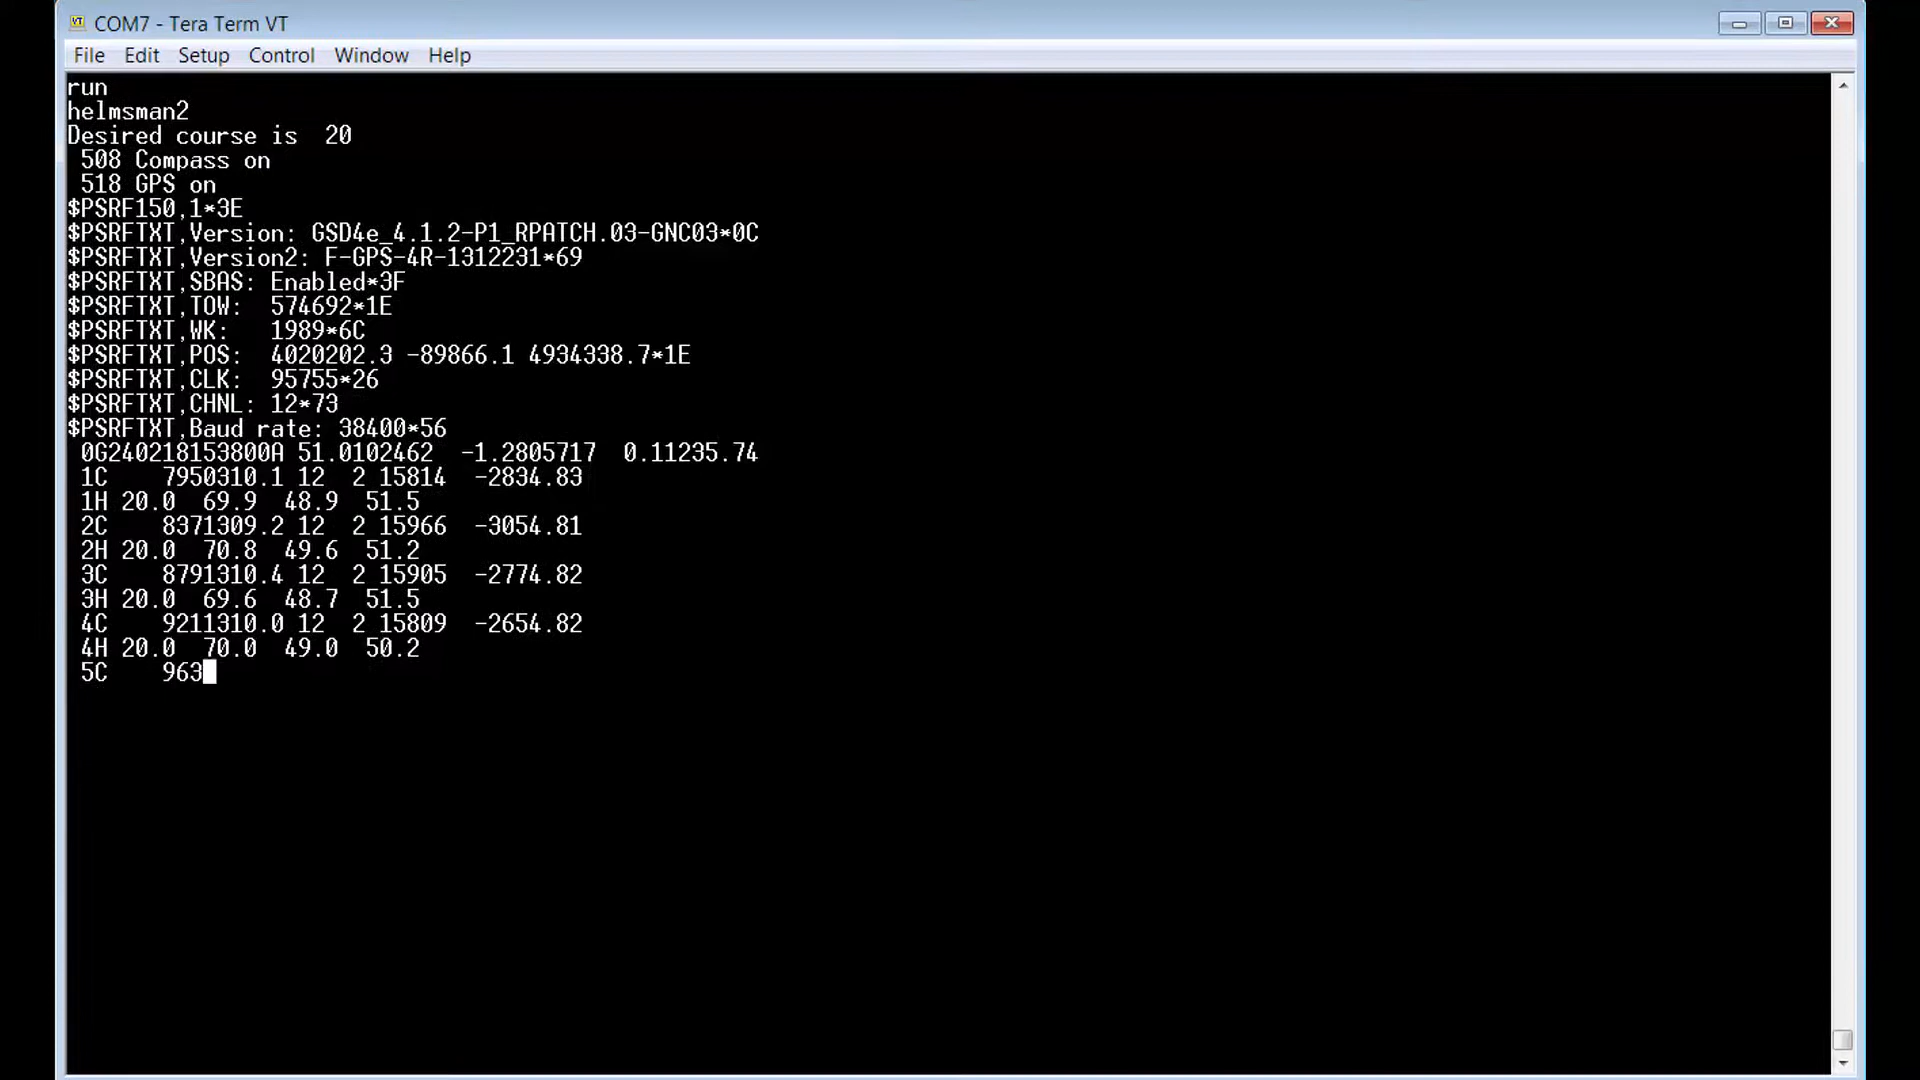 COM7 - Tera Term VT
File Edit Setup Control Window Help
run
helmsman2
Desired course is  20
 508 Compass on
 518 GPS on
$PSRF150,1*3E
$PSRFTXT,Version: GSD4e_4.1.2-P1_RPATCH.03-GNC03*0C
$PSRFTXT,Version2: F-GPS-4R-1312231*69
$PSRFTXT,SBAS: Enabled*3F
$PSRFTXT,TOW:  574692*1E
$PSRFTXT,WK:   1989*6C
$PSRFTXT,POS:  4020202.3 -89866.1 4934338.7*1E
$PSRFTXT,CLK:  95755*26
$PSRFTXT,CHNL: 12*73
$PSRFTXT,Baud rate: 38400*56
 0G240218153800A 51.0102462  -1.2805717  0.11235.74
 1C    7950310.1 12  2 15814  -2834.83
 1H 20.0  69.9  48.9  51.5
 2C    8371309.2 12  2 15966  -3054.81
 2H 20.0  70.8  49.6  51.2
 3C    8791310.4 12  2 15905  -2774.82
 3H 20.0  69.6  48.7  51.5
 4C    9211310.0 12  2 15809  -2654.82
 4H 20.0  70.0  49.0  50.2
 5C    963